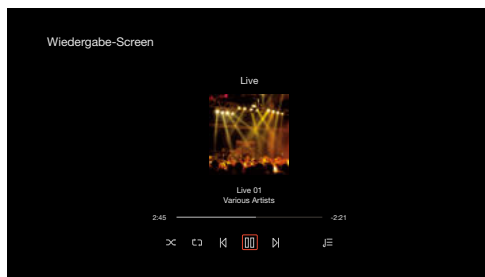 Wiedergabe-Screen
Live
Live 01
Various Artists
2:45 -2:21